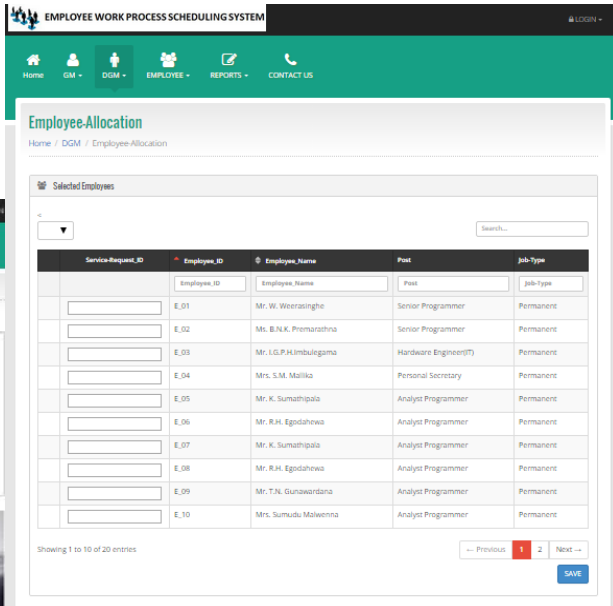 EMPLOYEE WORK PROCESS SCHEDULING SYSTEM
LOGIN
Home GM DGM EMPLOYEE REPORTS CONTACT US
Employee-Allocation
Home / DGM / Employee-Allocation
Selected Employees
<
Search...
Service-Request_ID Employee_ID Employee_Name Post Job-Type
Employee_ID Employee_Name Post Job-Type
E_01 Mr. W. Weerasinghe Senior Programmer Permanent
E_02 Ms. B.N.K. Premarathna Senior Programmer Permanent
E_03 Mr. I.G.P.H.Imbulegama Hardware Engineer(IT) Permanent
E_04 Mrs. S.M. Mallika Personal Secretary Permanent
E_05 Mr. K. Sumathipala Analyst Programmer Permanent
E_06 Mr. R.H. Egodahewa Analyst Programmer Permanent
E_07 Mr. K. Sumathipala Analyst Programmer Permanent
E_08 Mr. R.H. Egodahewa Analyst Programmer Permanent
E_09 Mr. T.N. Gunawardana Analyst Programmer Permanent
E_10 Mrs. Sumudu Malwenna Analyst Programmer Permanent
Showing 1 to 10 of 20 entries
← Previous 1 2 Next →
SAVE